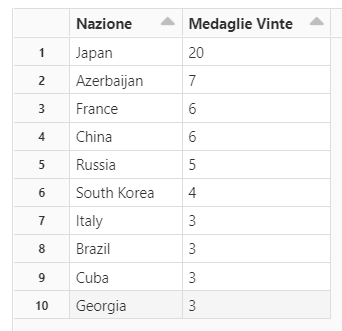 Nazione Medaglie Vinte
1 Japan 20
2 Azerbaijan 7
3 France 6
4 China 6
5 Russia 5
6 South Korea 4
7 Italy 3
8 Brazil 3
9 Cuba 3
10 Georgia 3